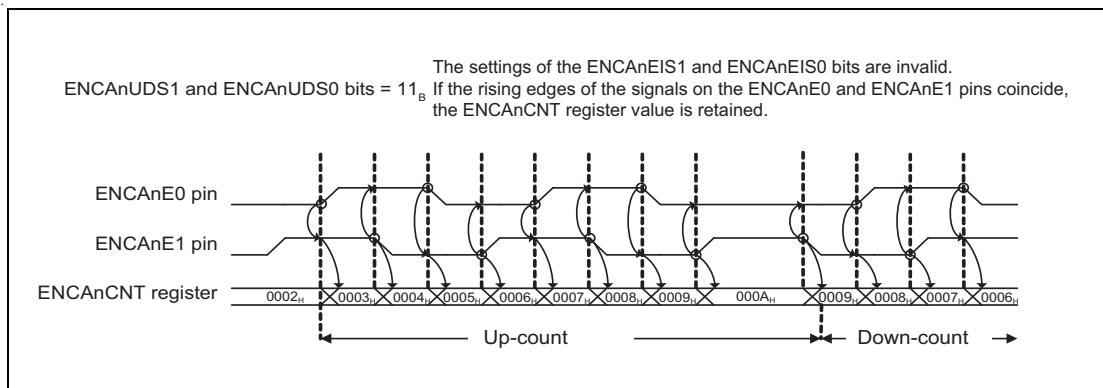 The settings of the ENCAnEIS1 and ENCAnEIS0 bits are invalid.
ENCAnUDS1 and ENCAnUDS0 bits = 11B If the rising edges of the signals on the ENCAnE0 and ENCAnE1 pins coincide,
the ENCAnCNT register value is retained.
ENCAnE0 pin
ENCAnE1 pin
ENCAnCNT register 0002H 0003H 0004H 0005H 0006H 0007H 0008H 0009H 000AH 0009H 0008H 0007H 0006H
Up-count Down-count